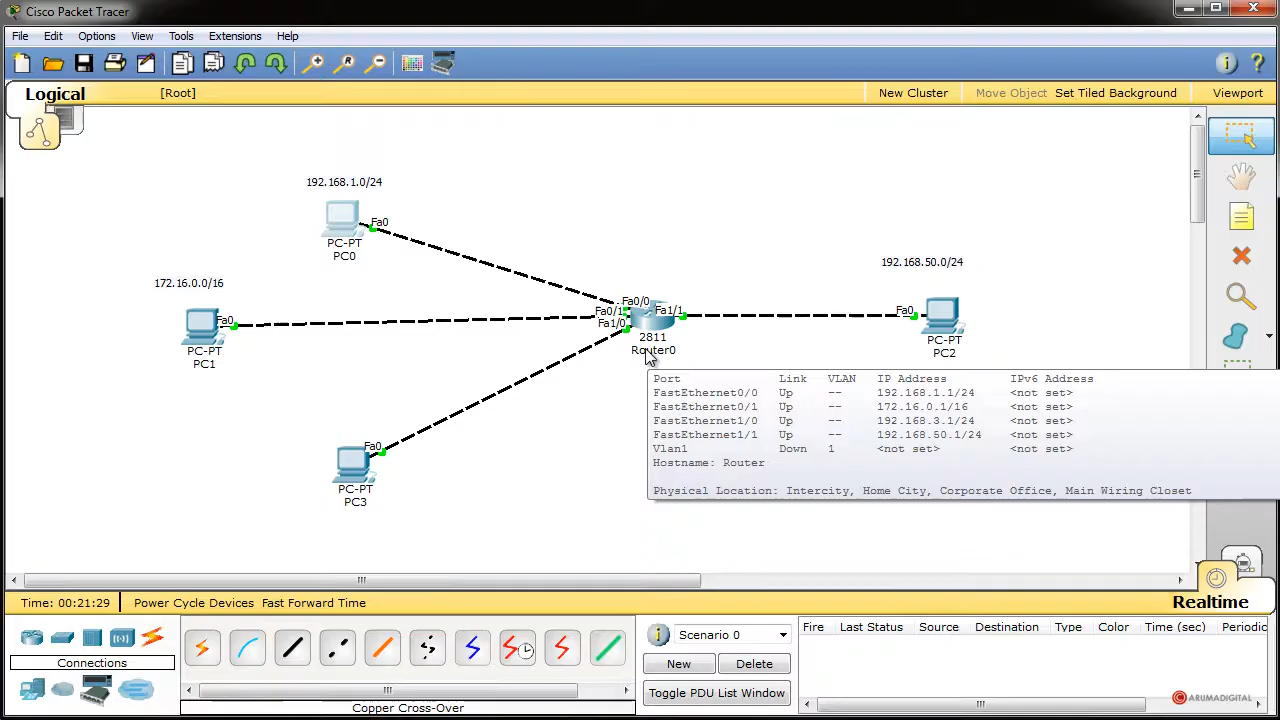 Cisco Packet Tracer
File Edit Options View Tools Extensions Help
Logical [Root] New Cluster Move Object Set Tiled Background Viewport
192.168.1.0/24
Fa0
PC-PT
PC0
172.16.0.0/16
Fa0
PC-PT
PC1
192.168.50.0/24
Fa0/0
Fa0/1
Fa1/1
Fa1/0
2811
Router0
Fa0
PC-PT
PC2
Fa0
PC-PT
PC3
Port Link VLAN IP Address IPv6 Address
FastEthernet0/0 Up -- 192.168.1.1/24 <not set>
FastEthernet0/1 Up -- 172.16.0.1/16 <not set>
FastEthernet1/0 Up -- 192.168.3.1/24 <not set>
FastEthernet1/1 Up -- 192.168.50.1/24 <not set>
Vlan1 Down 1 <not set> <not set>
Hostname: Router
Physical Location: Intercity, Home City, Corporate Office, Main Wiring Closet
Realtime
Time: 00:21:29 Power Cycle Devices Fast Forward Time
Connections
Copper Cross-Over
Scenario 0
New Delete
Toggle PDU List Window
Fire Last Status Source Destination Type Color Time (sec) Periodic
CARUMADIGITAL